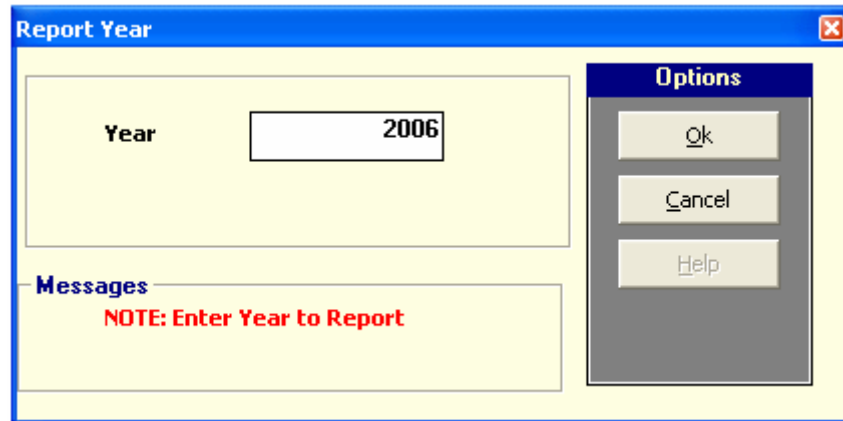 Report Year
Year 2006
Options
Ok
Cancel
Help
Messages
NOTE: Enter Year to Report